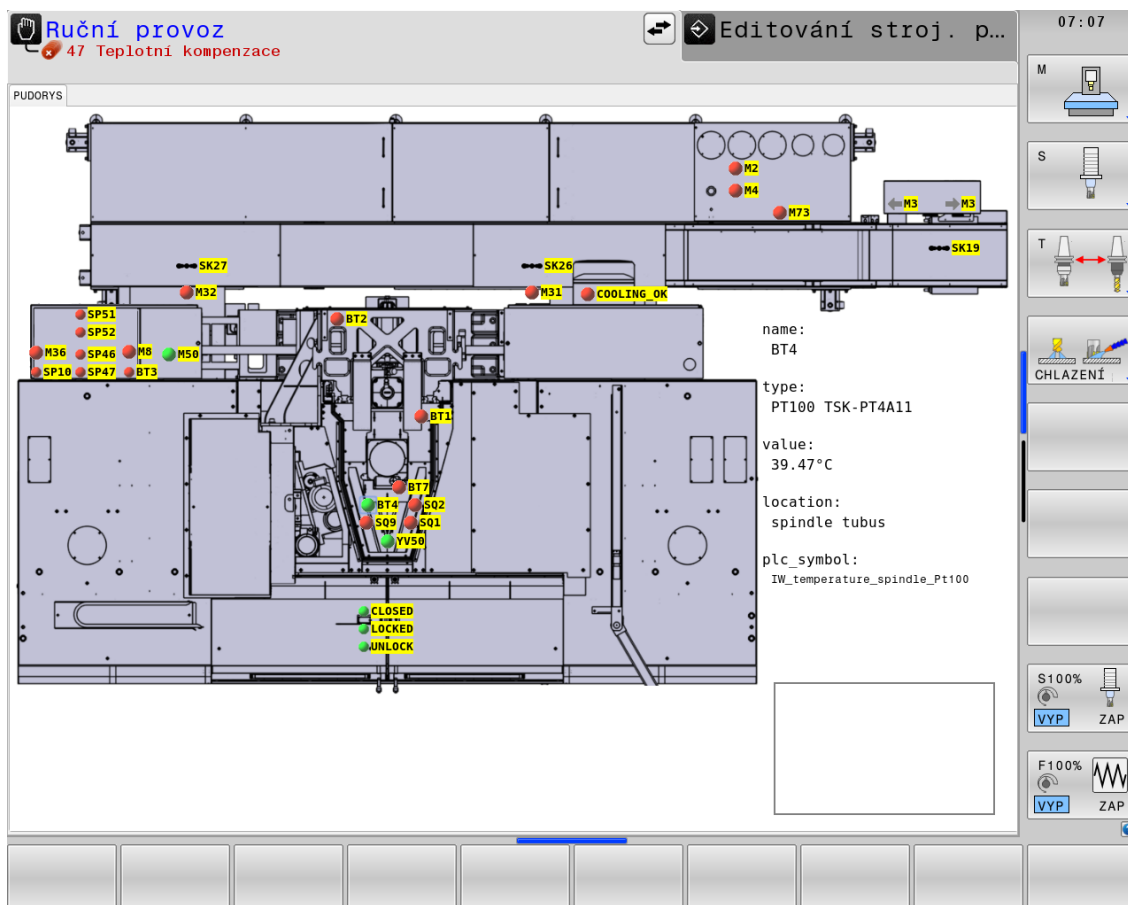 Ruční provoz
47 Teplotní kompenzace
Editování stroj. p...
07:07
PUDORYS
M
S
T
CHLAZENÍ
S100%
VYP ZAP
F100%
VYP ZAP
M2
M4
M73
M3 M3
SK27
SK26
SK19
M32
M31
COOLING_OK
SP51
BT2
SP52
M36
SP46
M8
M50
SP10
SP47
BT3
BT1
BT7
BT4
SQ2
SQ9
SQ1
YV50
CLOSED
LOCKED
UNLOCK
name:
BT4
type:
PT100 TSK-PT4A11
value:
39.47°C
location:
spindle tubus
plc_symbol:
IW_temperature_spindle_Pt100